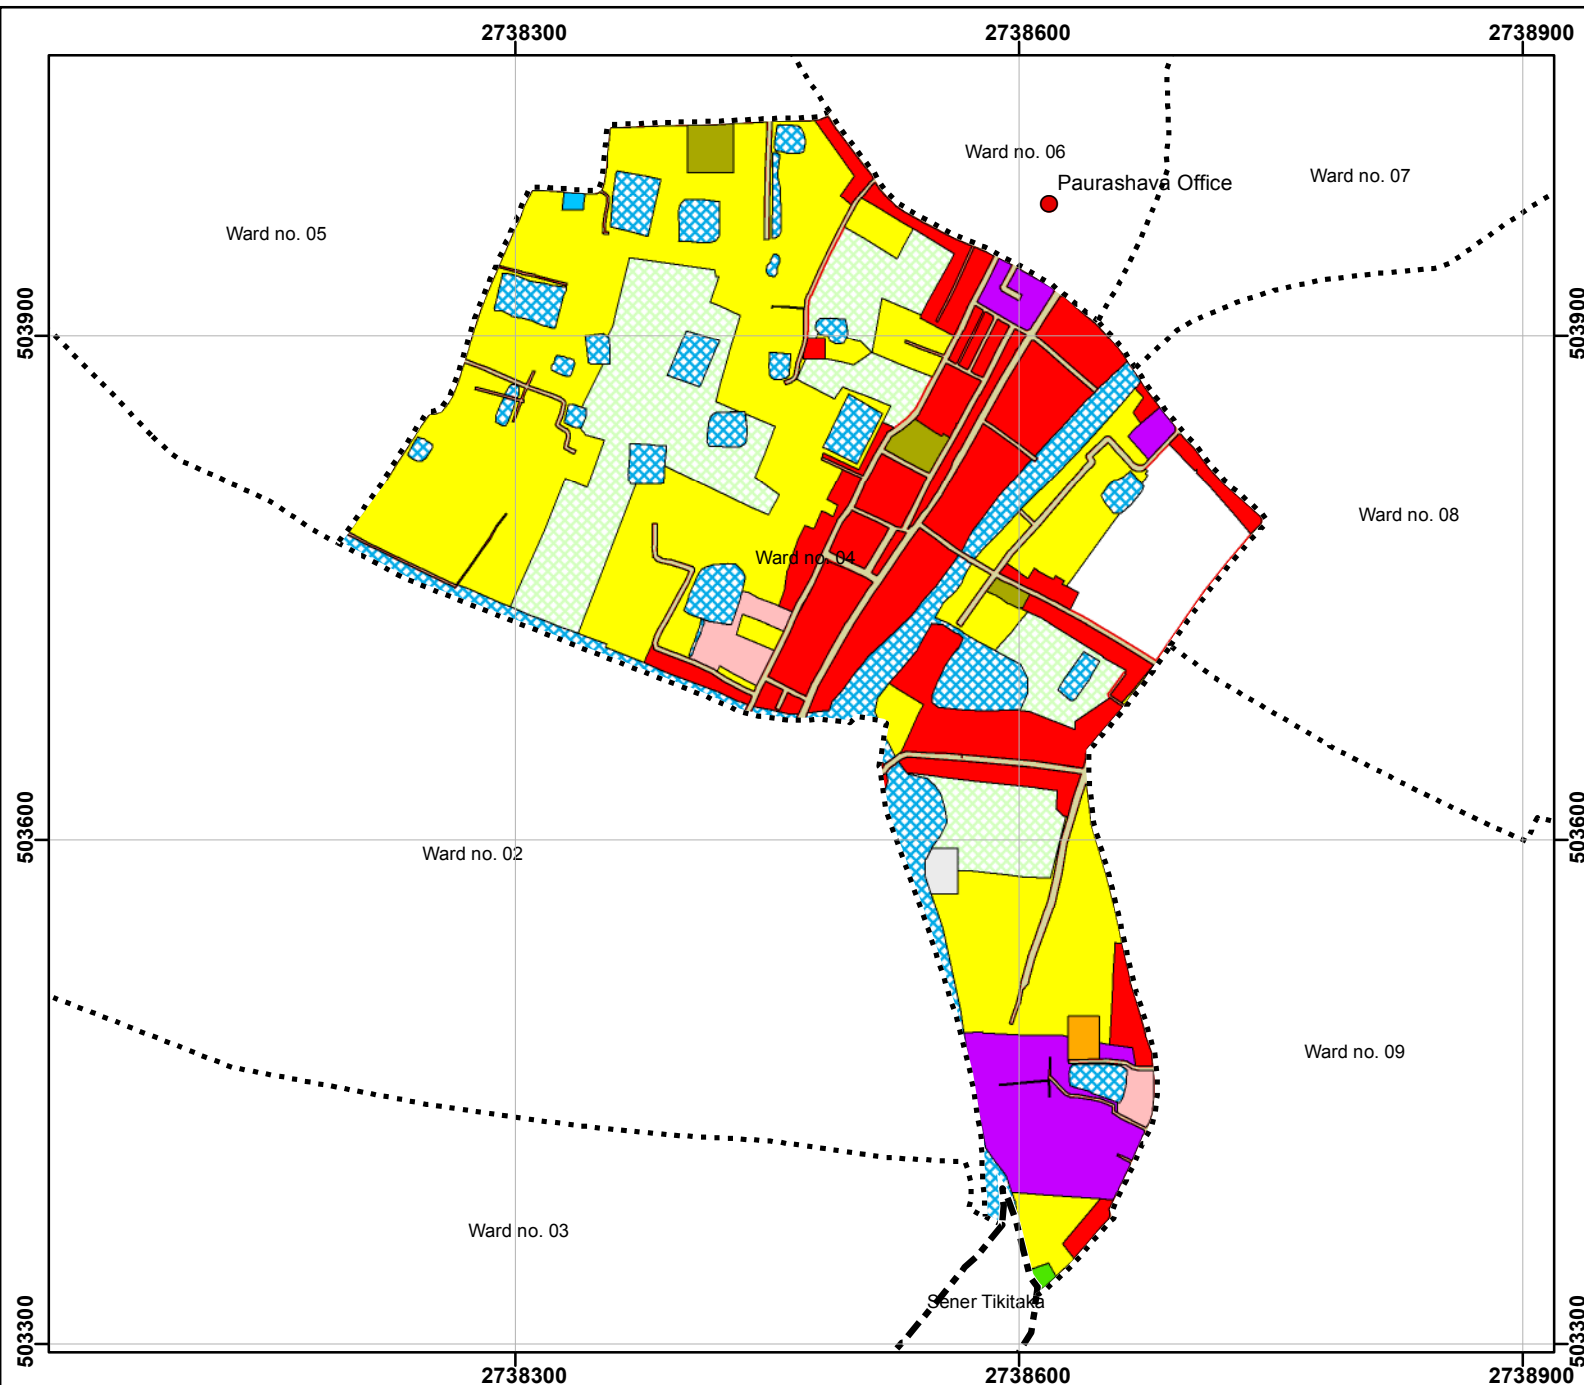 2738300 2738600 2738900
Ward no. 06
Paurashava Office
Ward no. 07
Ward no. 05
503900 503900
Ward no. 08
Ward no. 04
503600 503600
Ward no. 02
Ward no. 09
Ward no. 03
Sener Tikitaka
503300 503300
2738300 2738600 2738900